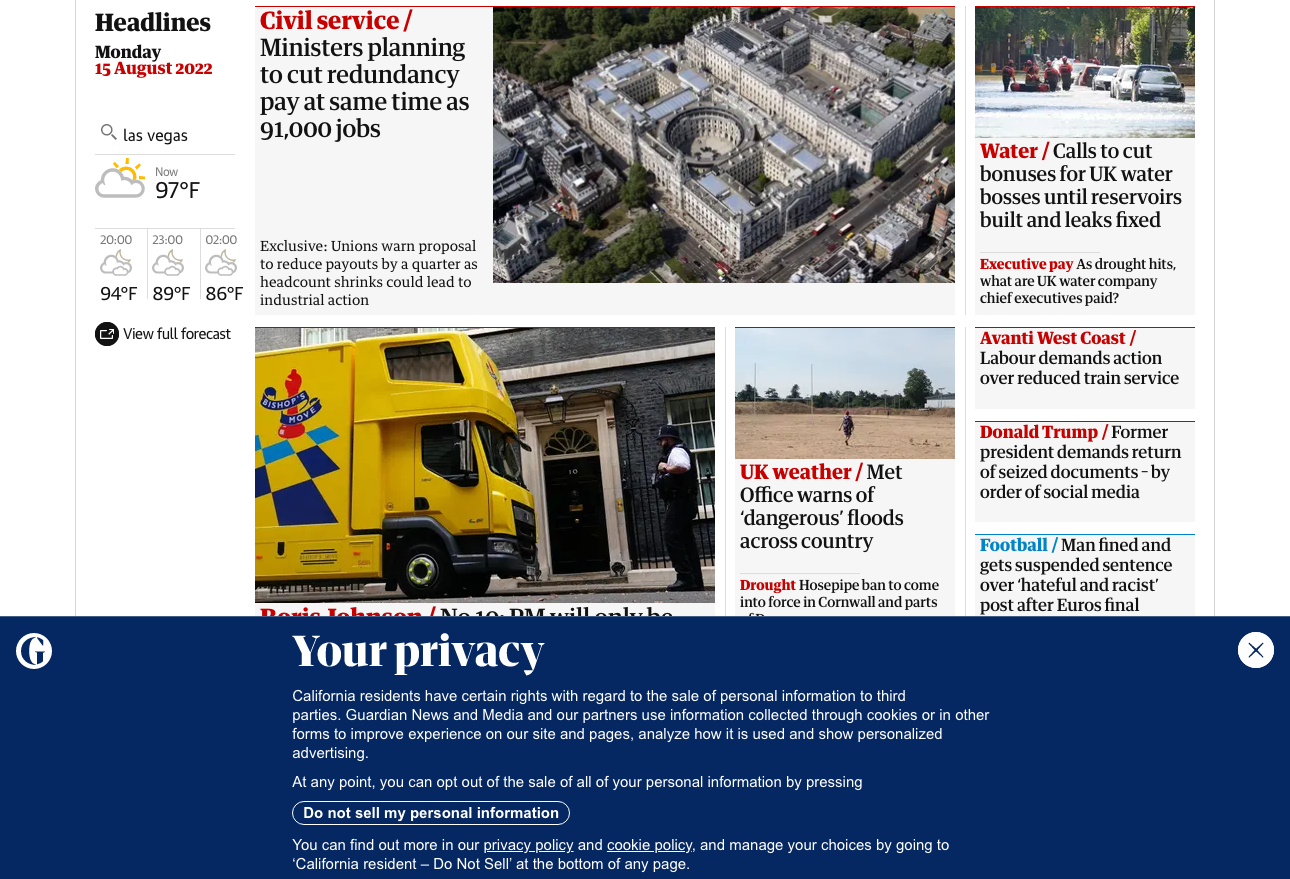 Headlines
Monday
15 August 2022
las vegas
Now
97°F
20:00
23:00
02:00
94°F
89°F
86°F
View full forecast
Civil service /
Ministers planning
to cut redundancy
pay at same time as
91,000 jobs
Exclusive: Unions warn proposal
to reduce payouts by a quarter as
headcount shrinks could lead to
industrial action
Water / Calls to cut
bonuses for UK water
bosses until reservoirs
built and leaks fixed
Executive pay As drought hits,
what are UK water company
chief executives paid?
BISHOP'S
MOVE
10
Boris Johnson / No 10: PM will only be
UK weather / Met
Office warns of
‘dangerous’ floods
across country
Drought Hosepipe ban to come
into force in Cornwall and parts
Avanti West Coast /
Labour demands action
over reduced train service
Donald Trump / Former
president demands return
of seized documents – by
order of social media
Football / Man fined and
gets suspended sentence
over ‘hateful and racist’
post after Euros final
G
Your privacy
California residents have certain rights with regard to the sale of personal information to third
parties. Guardian News and Media and our partners use information collected through cookies or in other
forms to improve experience on our site and pages, analyze how it is used and show personalized
advertising.
At any point, you can opt out of the sale of all of your personal information by pressing
Do not sell my personal information
You can find out more in our privacy policy and cookie policy, and manage your choices by going to
‘California resident – Do Not Sell’ at the bottom of any page.